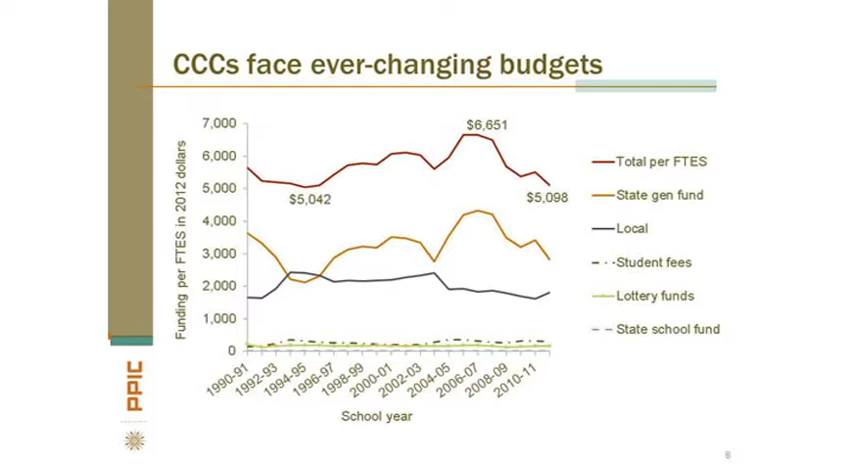 CCCs face ever-changing budgets
Funding per FTES in 2012 dollars
7,000
6,000
5,000
4,000
3,000
2,000
1,000
0
$6,651
$5,042
$5,098
1990-91
1992-93
1994-95
1996-97
1998-99
2000-01
2002-03
2004-05
2006-07
2008-09
2010-11
School year
Total per FTES
State gen fund
Local
Student fees
Lottery funds
State school fund
PPIC
6